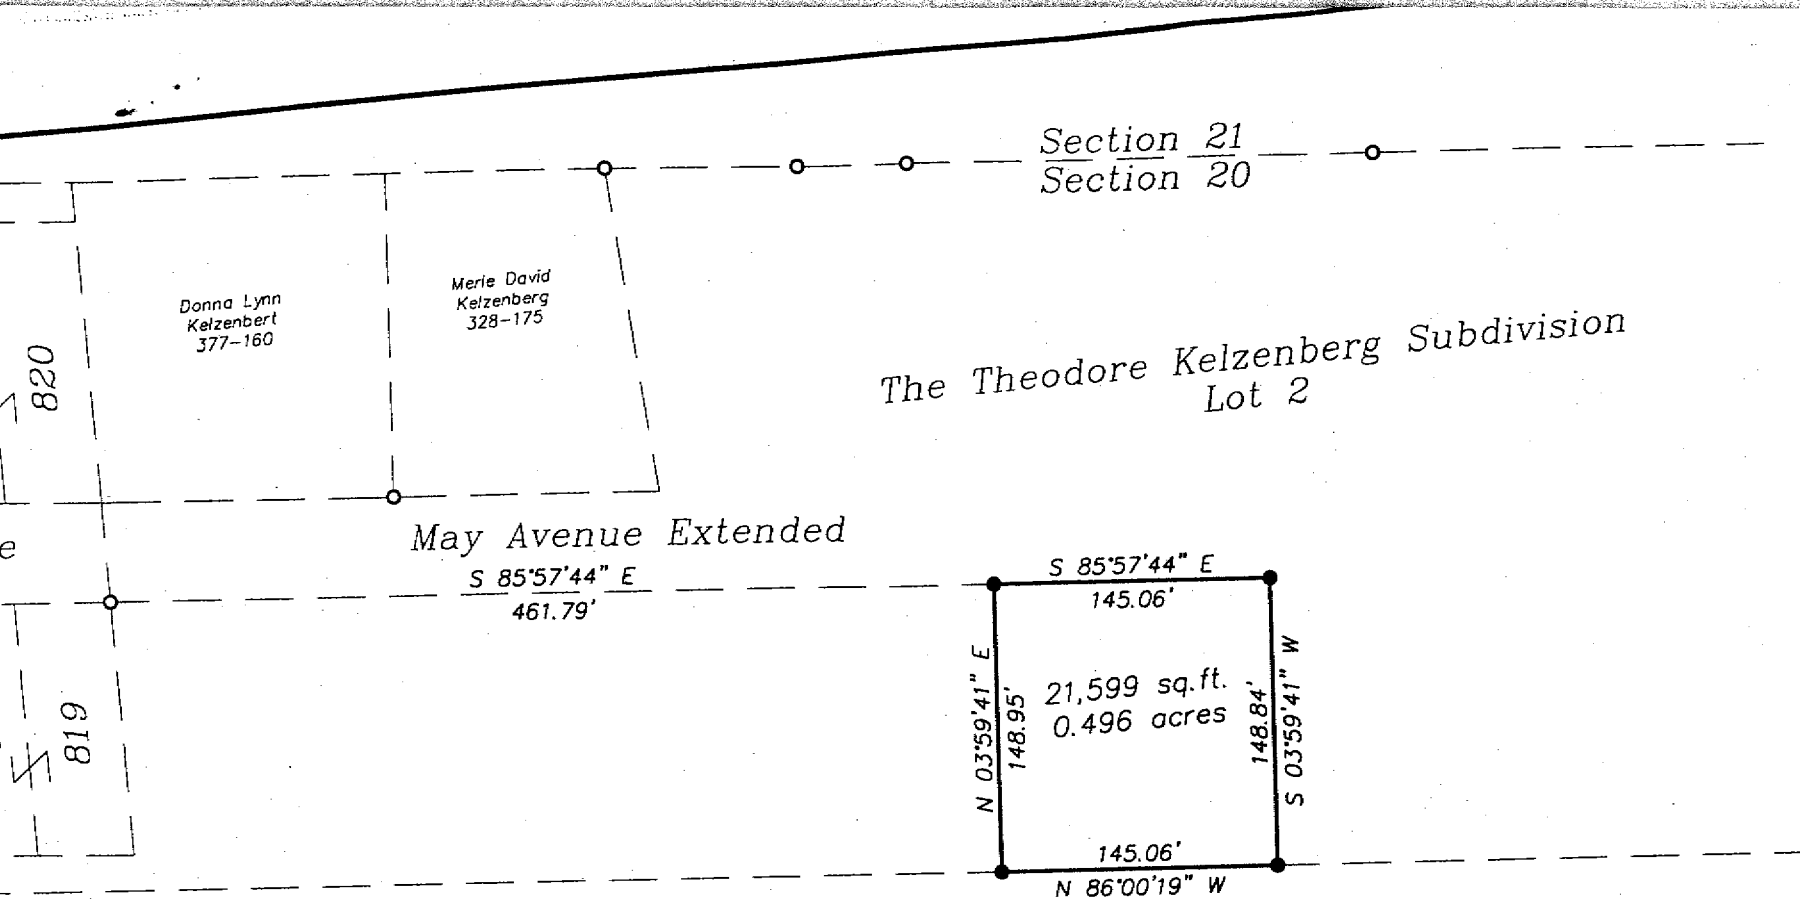 Section 21
Section 20
Donna Lynn
Kelzenbert
377-160
Merle David
Kelzenberg
328-175
820
The Theodore Kelzenberg Subdivision
Lot 2
May Avenue Extended
e
S 85°57'44" E
461.79'
S 85°57'44" E
145.06'
N 03°59'41" E
148.95'
21,599 sq.ft.
0.496 acres
148.84'
S 03°59'41" W
819
145.06'
N 86°00'19" W